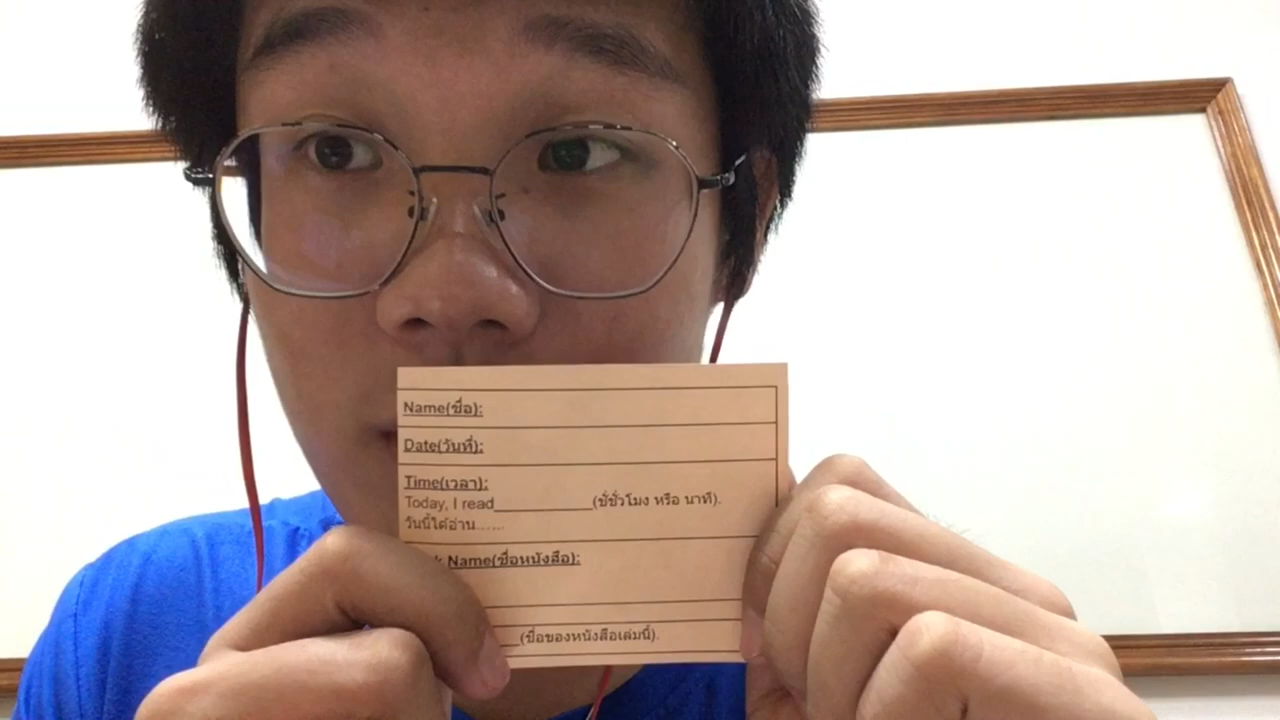 Name(ชื่อ):
Date(วันที่):
Time(เวลา):
Today, I read__________(ชั่ชั่วโมง หรือ นาที).
วันนี้ได้อ่าน......
Name(ชื่อหนังสือ):
(ชื่อของหนังสือเล่มนี้).